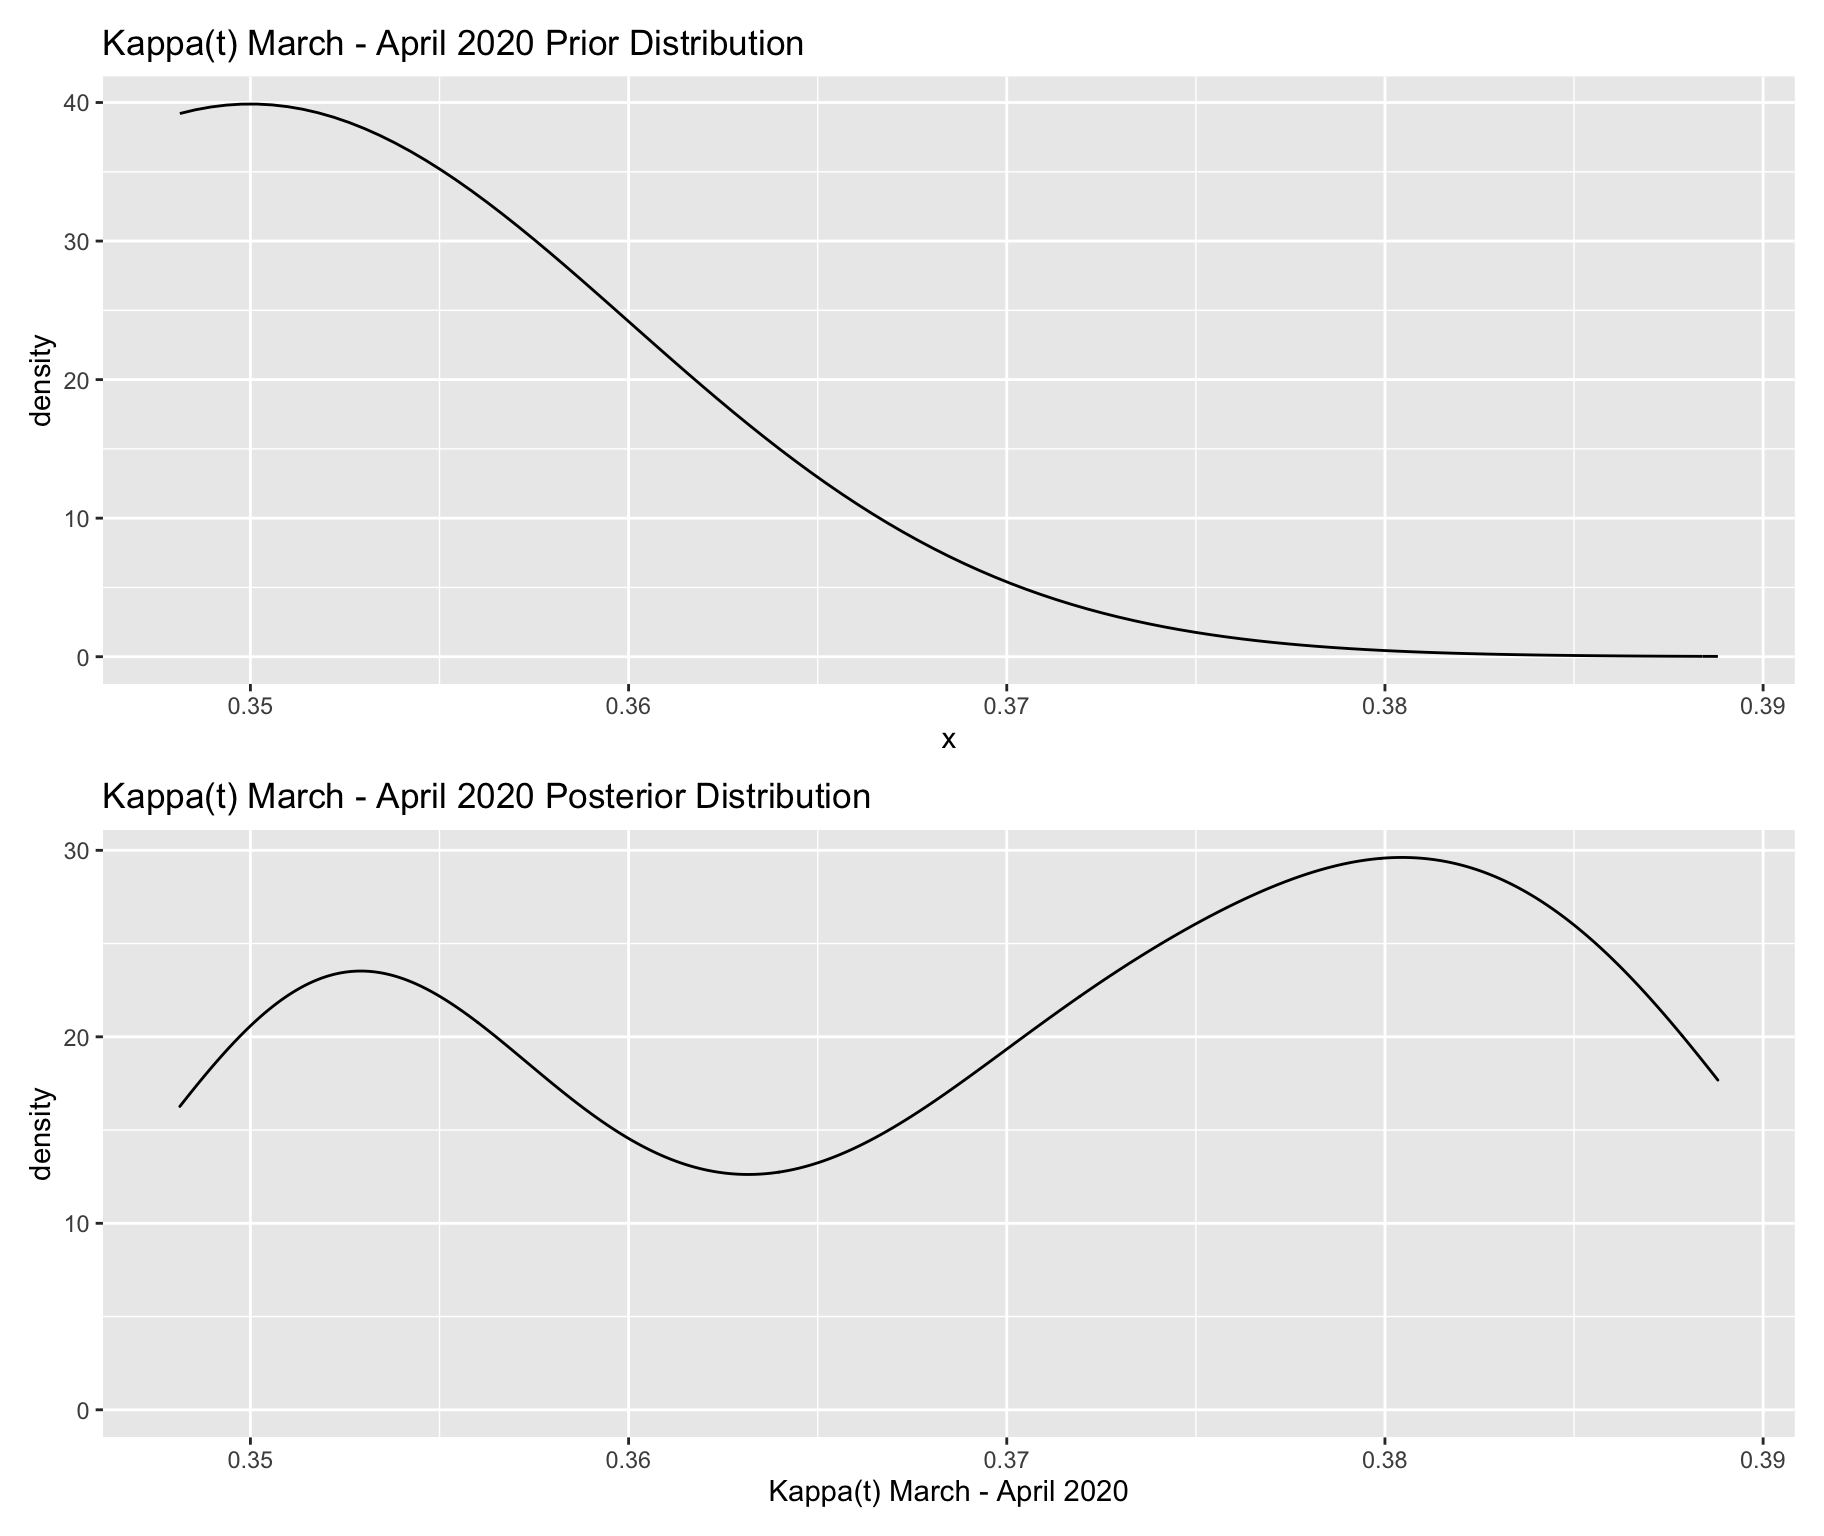 Kappa(t) March - April 2020 Prior Distribution
40
30
20
10
0
density
0.35 0.36 0.37 0.38 0.39
x
Kappa(t) March - April 2020 Posterior Distribution
30
20
10
0
density
0.35 0.36 0.37 0.38 0.39
Kappa(t) March - April 2020